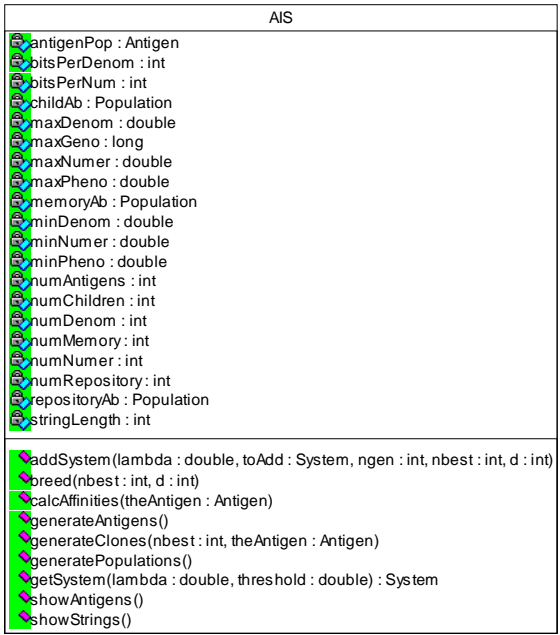 AIS
antigenPop : Antigen
bitsPerDenom : int
bitsPerNum : int
childAb : Population
maxDenom : double
maxGeno : long
maxNumer : double
maxPheno : double
memoryAb : Population
minDenom : double
minNumer : double
minPheno : double
numAntigens : int
numChildren : int
numDenom : int
numMemory : int
numNumer : int
numRepository : int
repositoryAb : Population
stringLength : int
addSystem(lambda : double, toAdd : System, ngen : int, nbest : int, d : int)
breed(nbest : int, d : int)
calcAffinities(theAntigen : Antigen)
generateAntigens()
generateClones(nbest : int, theAntigen : Antigen)
generatePopulations()
getSystem(lambda : double, threshold : double) : System
showAntigens()
showStrings()